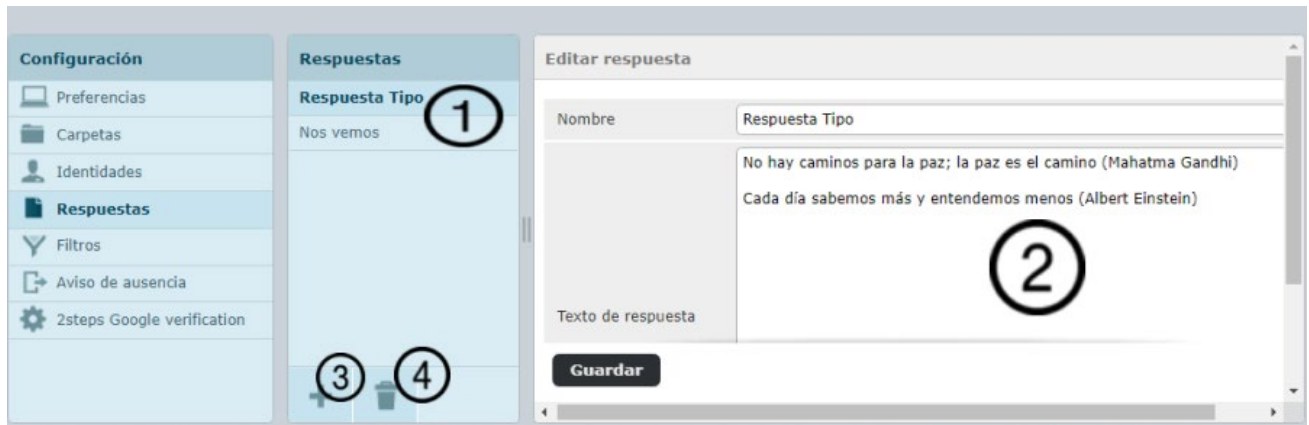 Configuración
Preferencias
Carpetas
Identidades
Respuestas
Filtros
Aviso de ausencia
2steps Google verification
Respuestas
Respuesta Tipo
1
Nos vemos
3
4
Editar respuesta
Nombre
Respuesta Tipo
Texto de respuesta
No hay caminos para la paz; la paz es el camino (Mahatma Gandhi)
Cada día sabemos más y entendemos menos (Albert Einstein)
2
Guardar